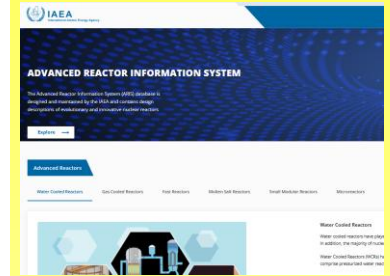 IAEA
International Atomic Energy Agency
ADVANCED REACTOR INFORMATION SYSTEM
The Advanced Reactor Information System (ARIS) database is
designed and maintained by the IAEA and contains design
descriptions of evolutionary and innovative nuclear reactors
Explore →
Advanced Reactors
Water Cooled Reactors Gas Cooled Reactors Fast Reactors Molten Salt Reactors Small Modular Reactors Microreactors
Water Cooled Reactors
Water cooled reactors have playe
in addition, the majority of nuclea
Water Cooled Reactors (WCRs) h
comprise pressurized water reac